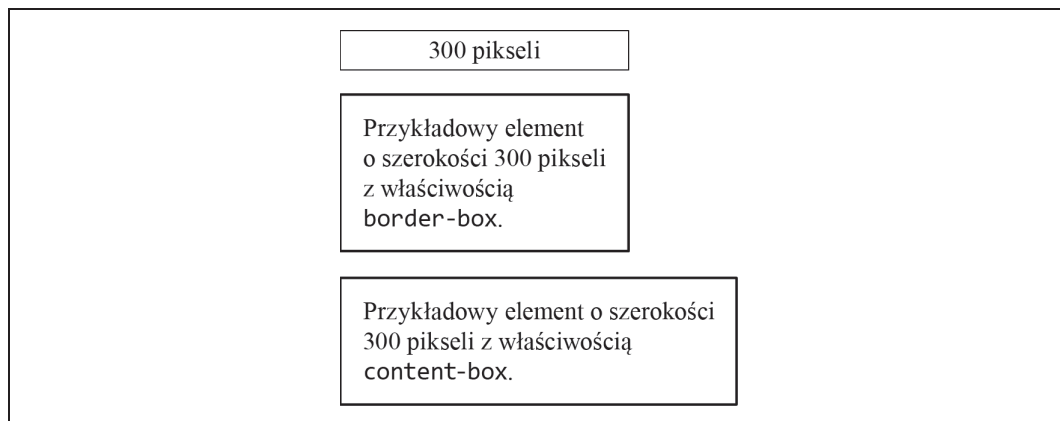 300 pikseli
Przykładowy element
o szerokości 300 pikseli
z właściwością
border-box.
Przykładowy element o szerokości
300 pikseli z właściwością
content-box.